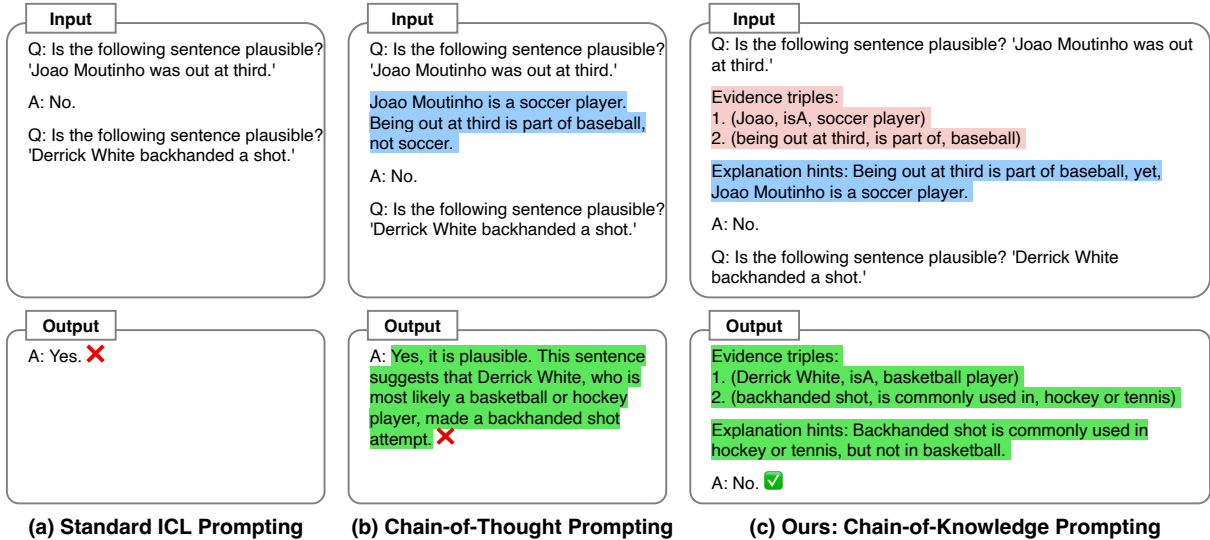 Input
Q: Is the following sentence plausible?
'Joao Moutinho was out at third.'
A: No.
Q: Is the following sentence plausible?
'Derrick White backhanded a shot.'
Output
A: Yes.
(a) Standard ICL Prompting
Input
Q: Is the following sentence plausible?
'Joao Moutinho was out at third.'
Joao Moutinho is a soccer player.
Being out at third is part of baseball,
not soccer.
A: No.
Q: Is the following sentence plausible?
'Derrick White backhanded a shot.'
Output
A: Yes, it is plausible. This sentence
suggests that Derrick White, who is
most likely a basketball or hockey
player, made a backhanded shot
attempt.
(b) Chain-of-Thought Prompting
Input
Q: Is the following sentence plausible? 'Joao Moutinho was out
at third.'
Evidence triples:
1. (Joao, isA, soccer player)
2. (being out at third, is part of, baseball)
Explanation hints: Being out at third is part of baseball, yet,
Joao Moutinho is a soccer player.
A: No.
Q: Is the following sentence plausible? 'Derrick White
backhanded a shot.'
Output
Evidence triples:
1. (Derrick White, isA, basketball player)
2. (backhanded shot, is commonly used in, hockey or tennis)
Explanation hints: Backhanded shot is commonly used in
hockey or tennis, but not in basketball.
A: No.
(c) Ours: Chain-of-Knowledge Prompting